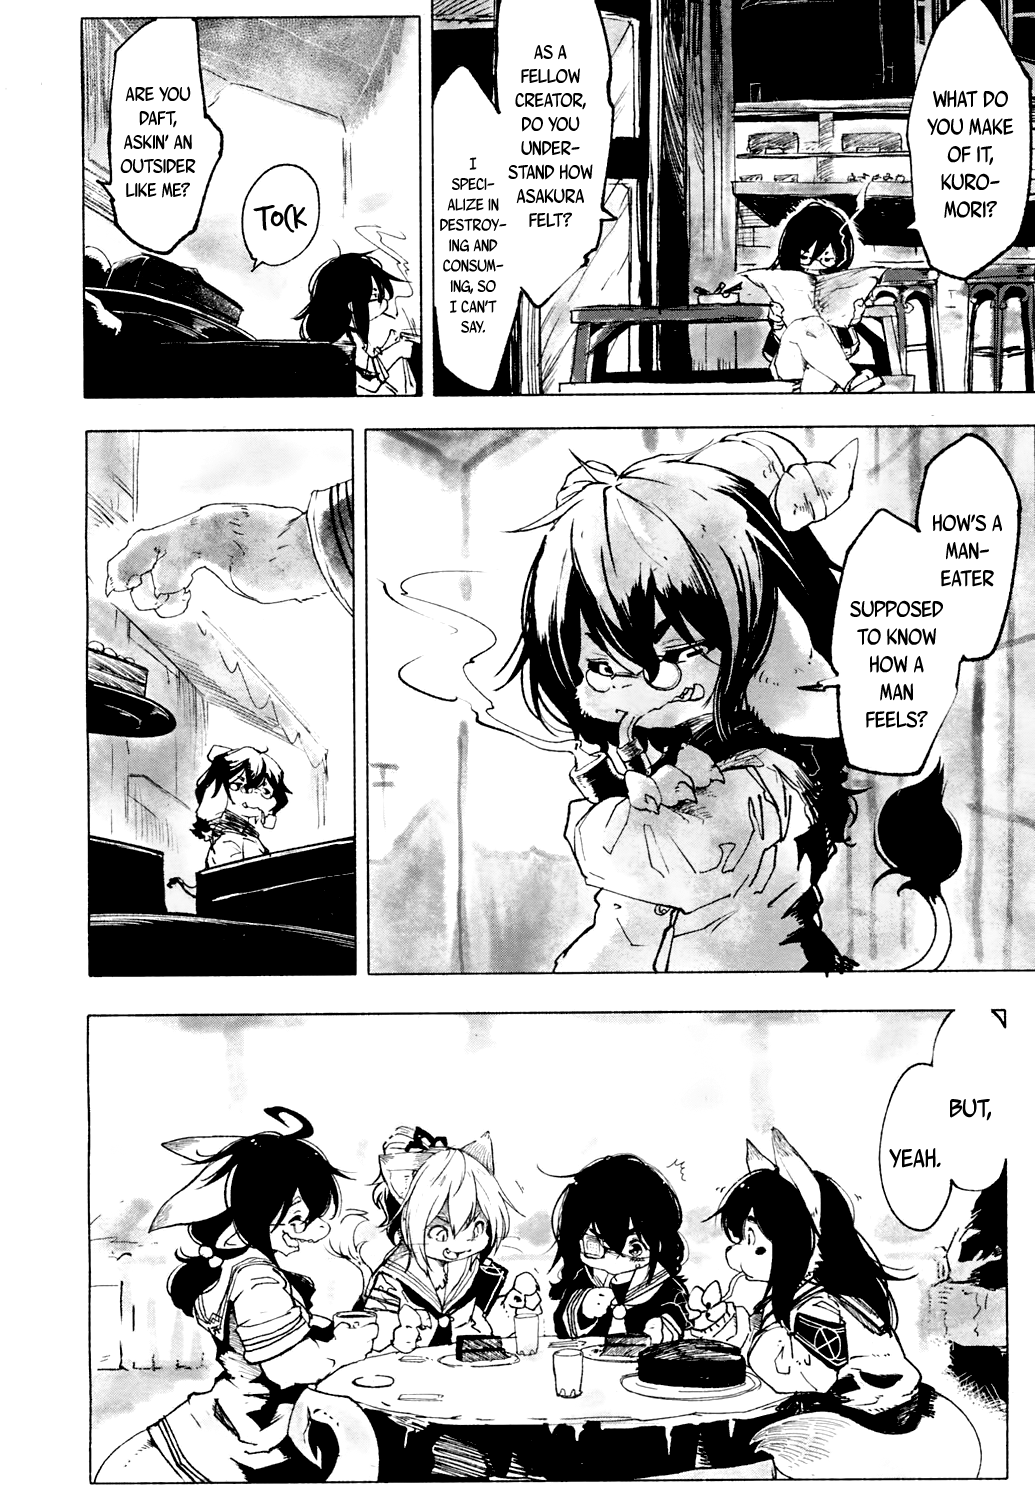 WHAT DO
YOU MAKE
OF IT,
KURO-
MORI?
AS A
FELLOW
CREATOR,
DO YOU
UNDER-
STAND HOW
ASAKURA
FELT?
I
SPECI-
ALIZE IN
DESTROY-
ING AND
CONSUM-
ING, SO
I CAN'T
SAY.
TOCK
ARE YOU
DAFT,
ASKIN' AN
OUTSIDER
LIKE ME?
HOW'S A
MAN-
EATER
SUPPOSED
TO KNOW
HOW A
MAN
FEELS?
BUT,
YEAH.